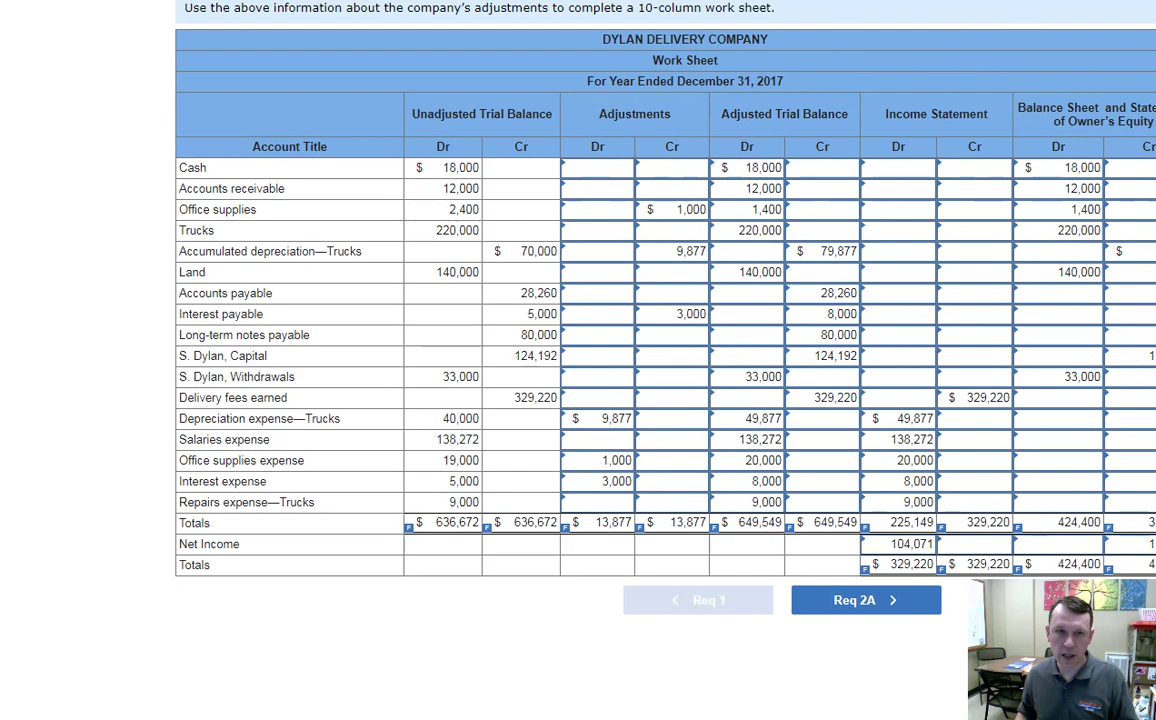 Use the above information about the company's adjustments to complete a 10-column work sheet.
DYLAN DELIVERY COMPANY
Work Sheet
For Year Ended December 31, 2017
Unadjusted Trial Balance Adjustments Adjusted Trial Balance Income Statement Balance Sheet and State
of Owner's Equity
Account Title Dr Cr Dr Cr Dr Cr Dr Cr Dr Cr
Cash $ 18,000 $ 18,000 $ 18,000
Accounts receivable 12,000 12,000 12,000
Office supplies 2,400 $ 1,000 1,400 1,400
Trucks 220,000 220,000 220,000
Accumulated depreciation—Trucks $ 70,000 9,877 $ 79,877 $
Land 140,000 140,000 140,000
Accounts payable 28,260 28,260
Interest payable 5,000 3,000 8,000
Long-term notes payable 80,000 80,000
S. Dylan, Capital 124,192 124,192 1
S. Dylan, Withdrawals 33,000 33,000 33,000
Delivery fees earned 329,220 329,220 $ 329,220
Depreciation expense—Trucks 40,000 $ 9,877 49,877 $ 49,877
Salaries expense 138,272 138,272 138,272
Office supplies expense 19,000 1,000 20,000 20,000
Interest expense 5,000 3,000 8,000 8,000
Repairs expense—Trucks 9,000 9,000 9,000
Totals $ 636,672 $ 636,672 $ 13,877 $ 13,877 $ 649,549 $ 649,549 225,149 329,220 424,400 3
Net Income 104,071 1
Totals $ 329,220 $ 329,220 $ 424,400 4
< Req 1
Req 2A >